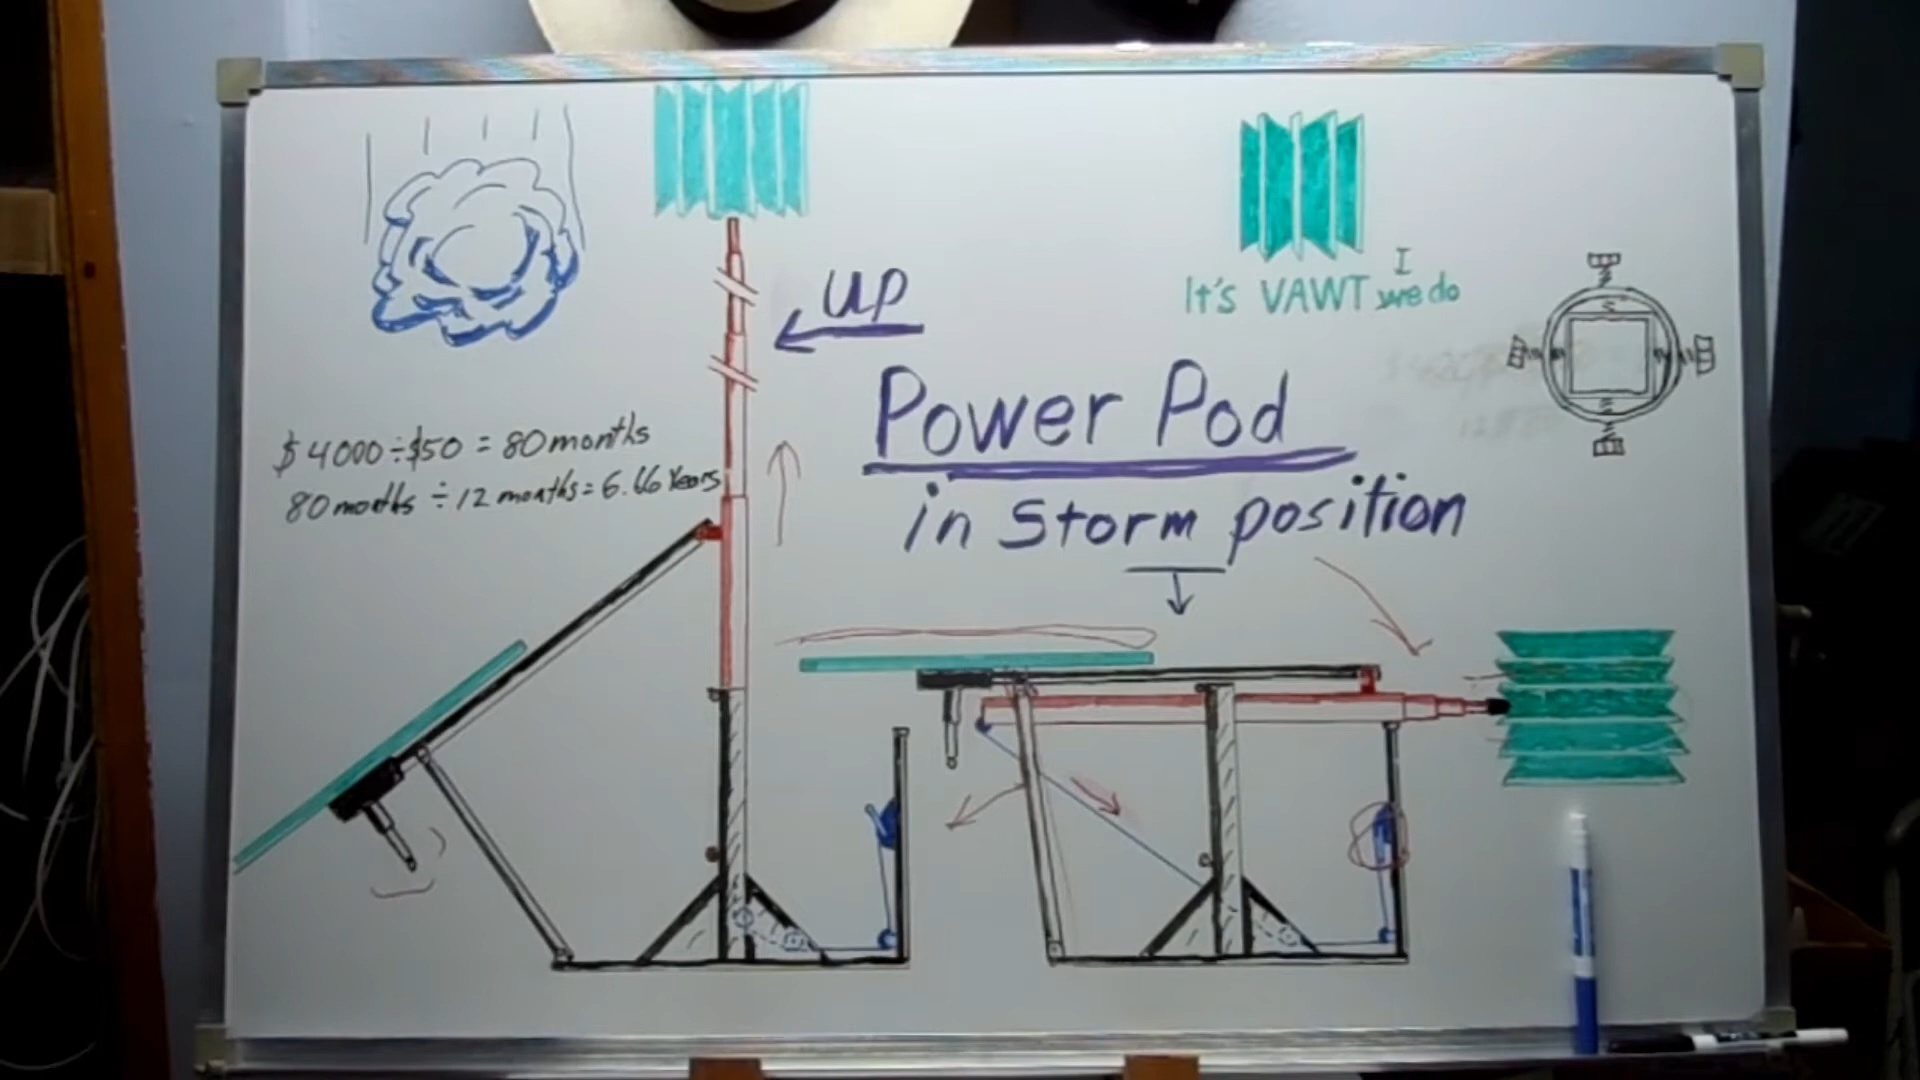 UP
I
It's VAWT we do
Power Pod
in Storm position
$4000 ÷ $50 = 80 months
80 months ÷ 12 months = 6.66 Years